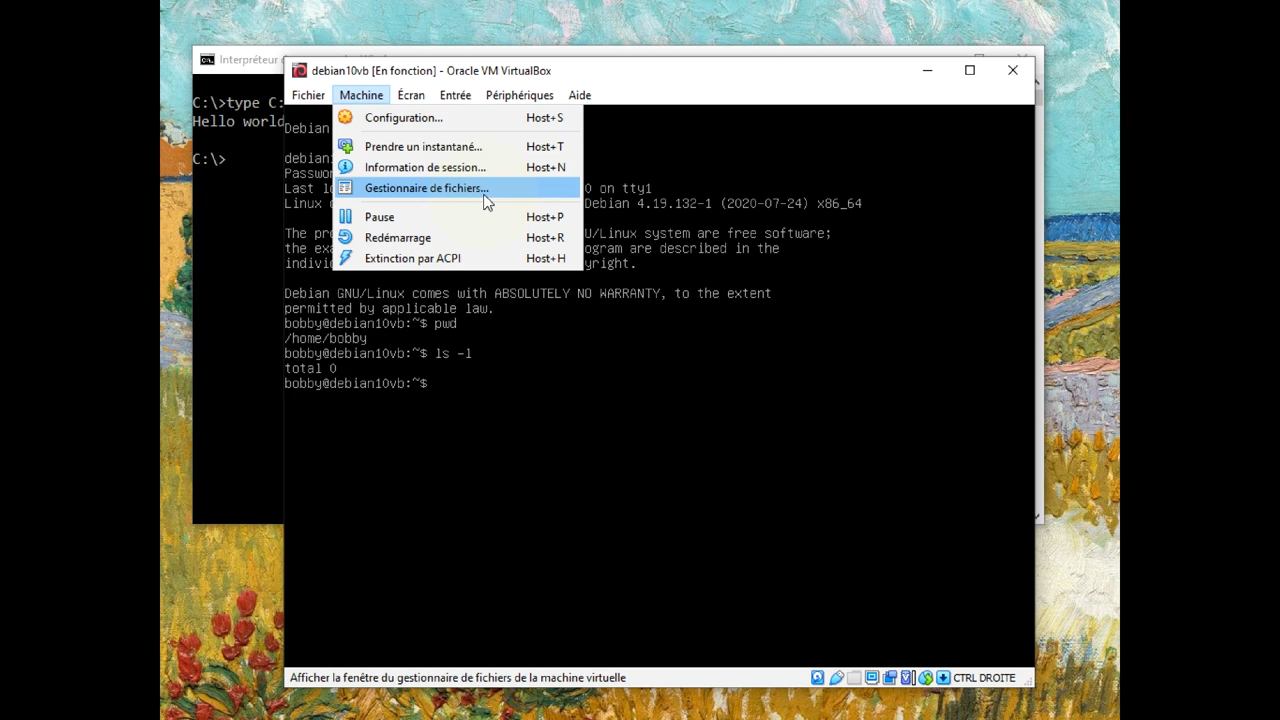 Interpréteur
C:\>type C:
Hello world
C:\>
debian10vb [En fonction] - Oracle VM VirtualBox
Fichier Machine Écran Entrée Périphériques Aide
Configuration... Host+S
Prendre un instantané... Host+T
Information de session... Host+N
Gestionnaire de fichiers... Host+P
Pause Host+P
Redémarrage Host+R
Extinction par ACPI Host+H
Debian
debian
Last 0 on tty1
Linux Debian 4.19.132-1 (2020-07-24) x86_64
The U/Linux system are free software;
the ogram are described in the
Debian GNU/Linux comes with ABSOLUTELY NO WARRANTY, to the extent
permitted by applicable law.
bobby@debian10vb:~$ pwd
/home/bobby
bobby@debian10vb:~$ ls -l
total 0
bobby@debian10vb:~$
Afficher la fenêtre du gestionnaire de fichiers de la machine virtuelle
CTRL DROITE